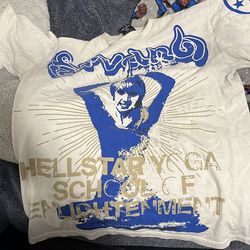 HELLSTAR YOGA
SCHOOL OF
ENLIGHTENMENT